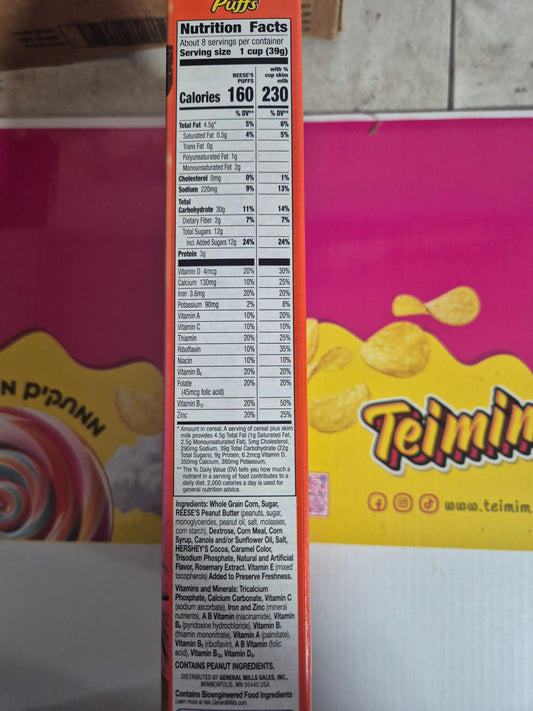 Puffs
Nutrition Facts
About 8 servings per container
Serving size 1 cup (39g)
REESE'S PUFFS
with ¾ cup skim milk
Calories 160 230
% DV** % DV**
Total Fat 4.5g* 5% 6%
Saturated Fat 0.5g 4% 5%
Trans Fat 0g
Polyunsaturated Fat 1g
Monounsaturated Fat 2g
Cholesterol 0mg 0% 1%
Sodium 220mg 9% 13%
Total
Carbohydrate 30g 11% 14%
Dietary Fiber 2g 7% 7%
Total Sugars 12g
Incl. Added Sugars 12g 24% 24%
Protein 3g
Vitamin D 4mcg 20% 30%
Calcium 130mg 10% 25%
Iron 3.6mg 20% 20%
Potassium 90mg 2% 8%
Vitamin A 10% 20%
Vitamin C 10% 10%
Thiamin 20% 25%
Riboflavin 10% 35%
Niacin 10% 10%
Vitamin B₆ 20% 20%
Folate 20% 20%
(45mcg folic acid)
Vitamin B₁₂ 20% 50%
Zinc 20% 25%
* Amount in cereal. A serving of cereal plus skim
milk provides 4.5g Total Fat (1g Saturated Fat,
2.5g Monounsaturated Fat), 5mg Cholesterol,
290mg Sodium, 39g Total Carbohydrate (22g
Total Sugars), 9g Protein, 6.2mcg Vitamin D,
350mg Calcium, 380mg Potassium.
** The % Daily Value (DV) tells you how much a
nutrient in a serving of food contributes to a
daily diet. 2,000 calories a day is used for
general nutrition advice.
Ingredients: Whole Grain Corn, Sugar,
REESE'S Peanut Butter (peanuts, sugar,
monoglycerides, peanut oil, salt, molasses,
corn starch), Dextrose, Corn Meal, Corn
Syrup, Canola and/or Sunflower Oil, Salt,
HERSHEY'S Cocoa, Caramel Color,
Trisodium Phosphate, Natural and Artificial
Flavor, Rosemary Extract. Vitamin E (mixed
tocopherols) Added to Preserve Freshness.
Vitamins and Minerals: Tricalcium
Phosphate, Calcium Carbonate, Vitamin C
(sodium ascorbate), Iron and Zinc (mineral
nutrients), A B Vitamin (niacinamide), Vitamin
B₆ (pyridoxine hydrochloride), Vitamin B₁
(thiamin mononitrate), Vitamin A (palmitate),
Vitamin B₂ (riboflavin), A B Vitamin (folic
acid), Vitamin B₁₂, Vitamin D₃.
CONTAINS PEANUT INGREDIENTS.
DISTRIBUTED BY GENERAL MILLS SALES, INC.,
MINNEAPOLIS, MN 55440 USA
Contains Bioengineered Food Ingredients
Learn more at Ask.GeneralMills.com
ממתקים
Teimin
www.teimim